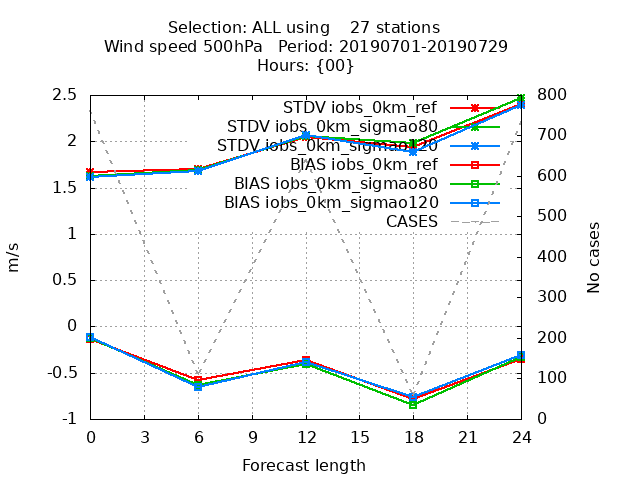 Selection: ALL using 27 stations
Wind speed 500hPa Period: 20190701-20190729
Hours: {00}
2.5
2
1.5
1
0.5
0
-0.5
-1
m/s
STDV iobs_0km_ref
STDV iobs_0km_sigmao80
STDV iobs_0km_sigmao120
BIAS iobs_0km_ref
BIAS iobs_0km_sigmao80
BIAS iobs_0km_sigmao120
CASES
800
700
600
500
400
300
200
100
0
No cases
0 3 6 9 12 15 18 21 24
Forecast length